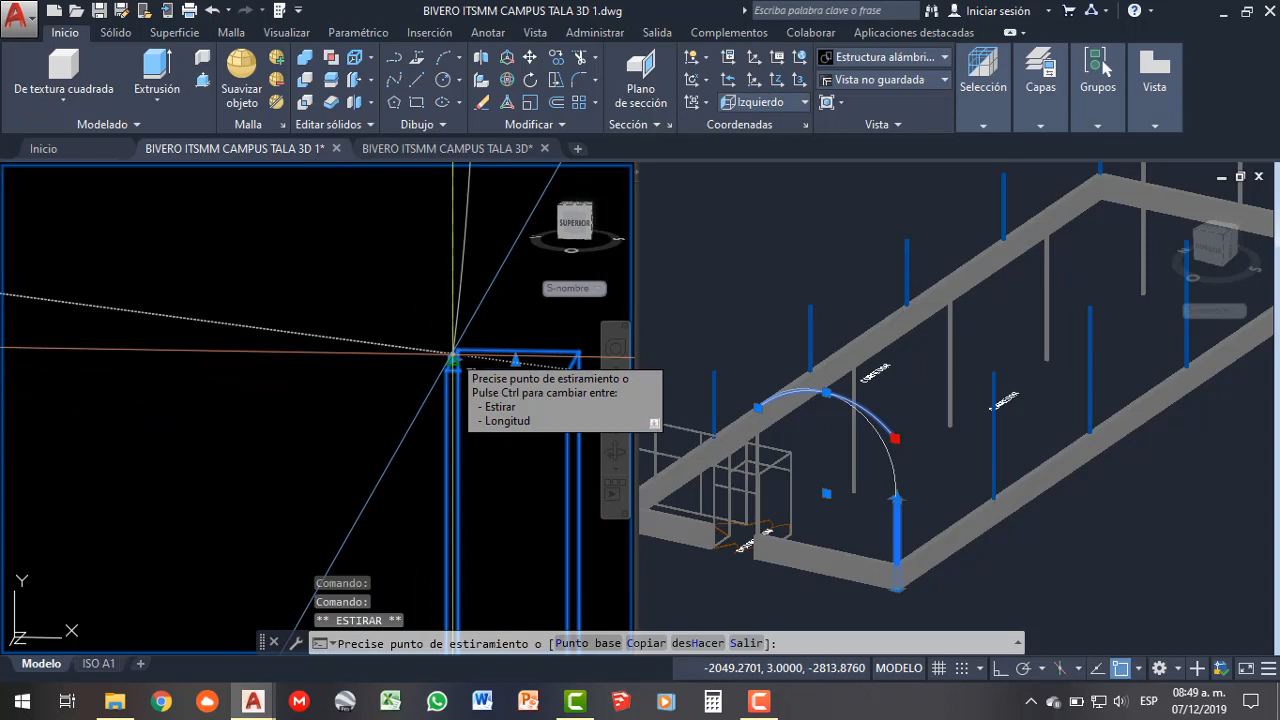 BIVERO ITSMM CAMPUS TALA 3D 1.dwg
Escriba palabra clave o frase
Iniciar sesión
Inicio Sólido Superficie Malla Visualizar Paramétrico Inserción Anotar Vista Administrar Salida Complementos Colaborar Aplicaciones destacadas
De textura cuadrada
Extrusión
Suavizar objeto
Plano de sección
Izquierdo
Estructura alámbri...
Vista no guardada
Selección
Capas
Grupos
Vista
Modelado
Malla
Editar sólidos
Dibujo
Modificar
Sección
Coordenadas
Vista
Inicio
BIVERO ITSMM CAMPUS TALA 3D 1*
BIVERO ITSMM CAMPUS TALA 3D*
SUPERIOR
S-nombre
Precise punto de estiramiento o
Pulse Ctrl para cambiar entre:
- Estirar
- Longitud
Comando:
Comando:
** ESTIRAR **
Precise punto de estiramiento o [Punto base Copiar desHacer Salir]:
Y
X
Z
Modelo
ISO A1
-2049.2701, 3.0000, -2813.8760
MODELO
ESP
08:49 a. m.
07/12/2019